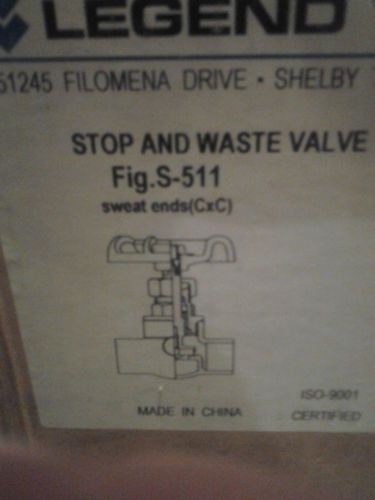 LEGEND
51245 FILOMENA DRIVE • SHELBY
STOP AND WASTE VALVE
Fig.S-511
sweat ends(CxC)
MADE IN CHINA
ISO-9001
CERTIFIED